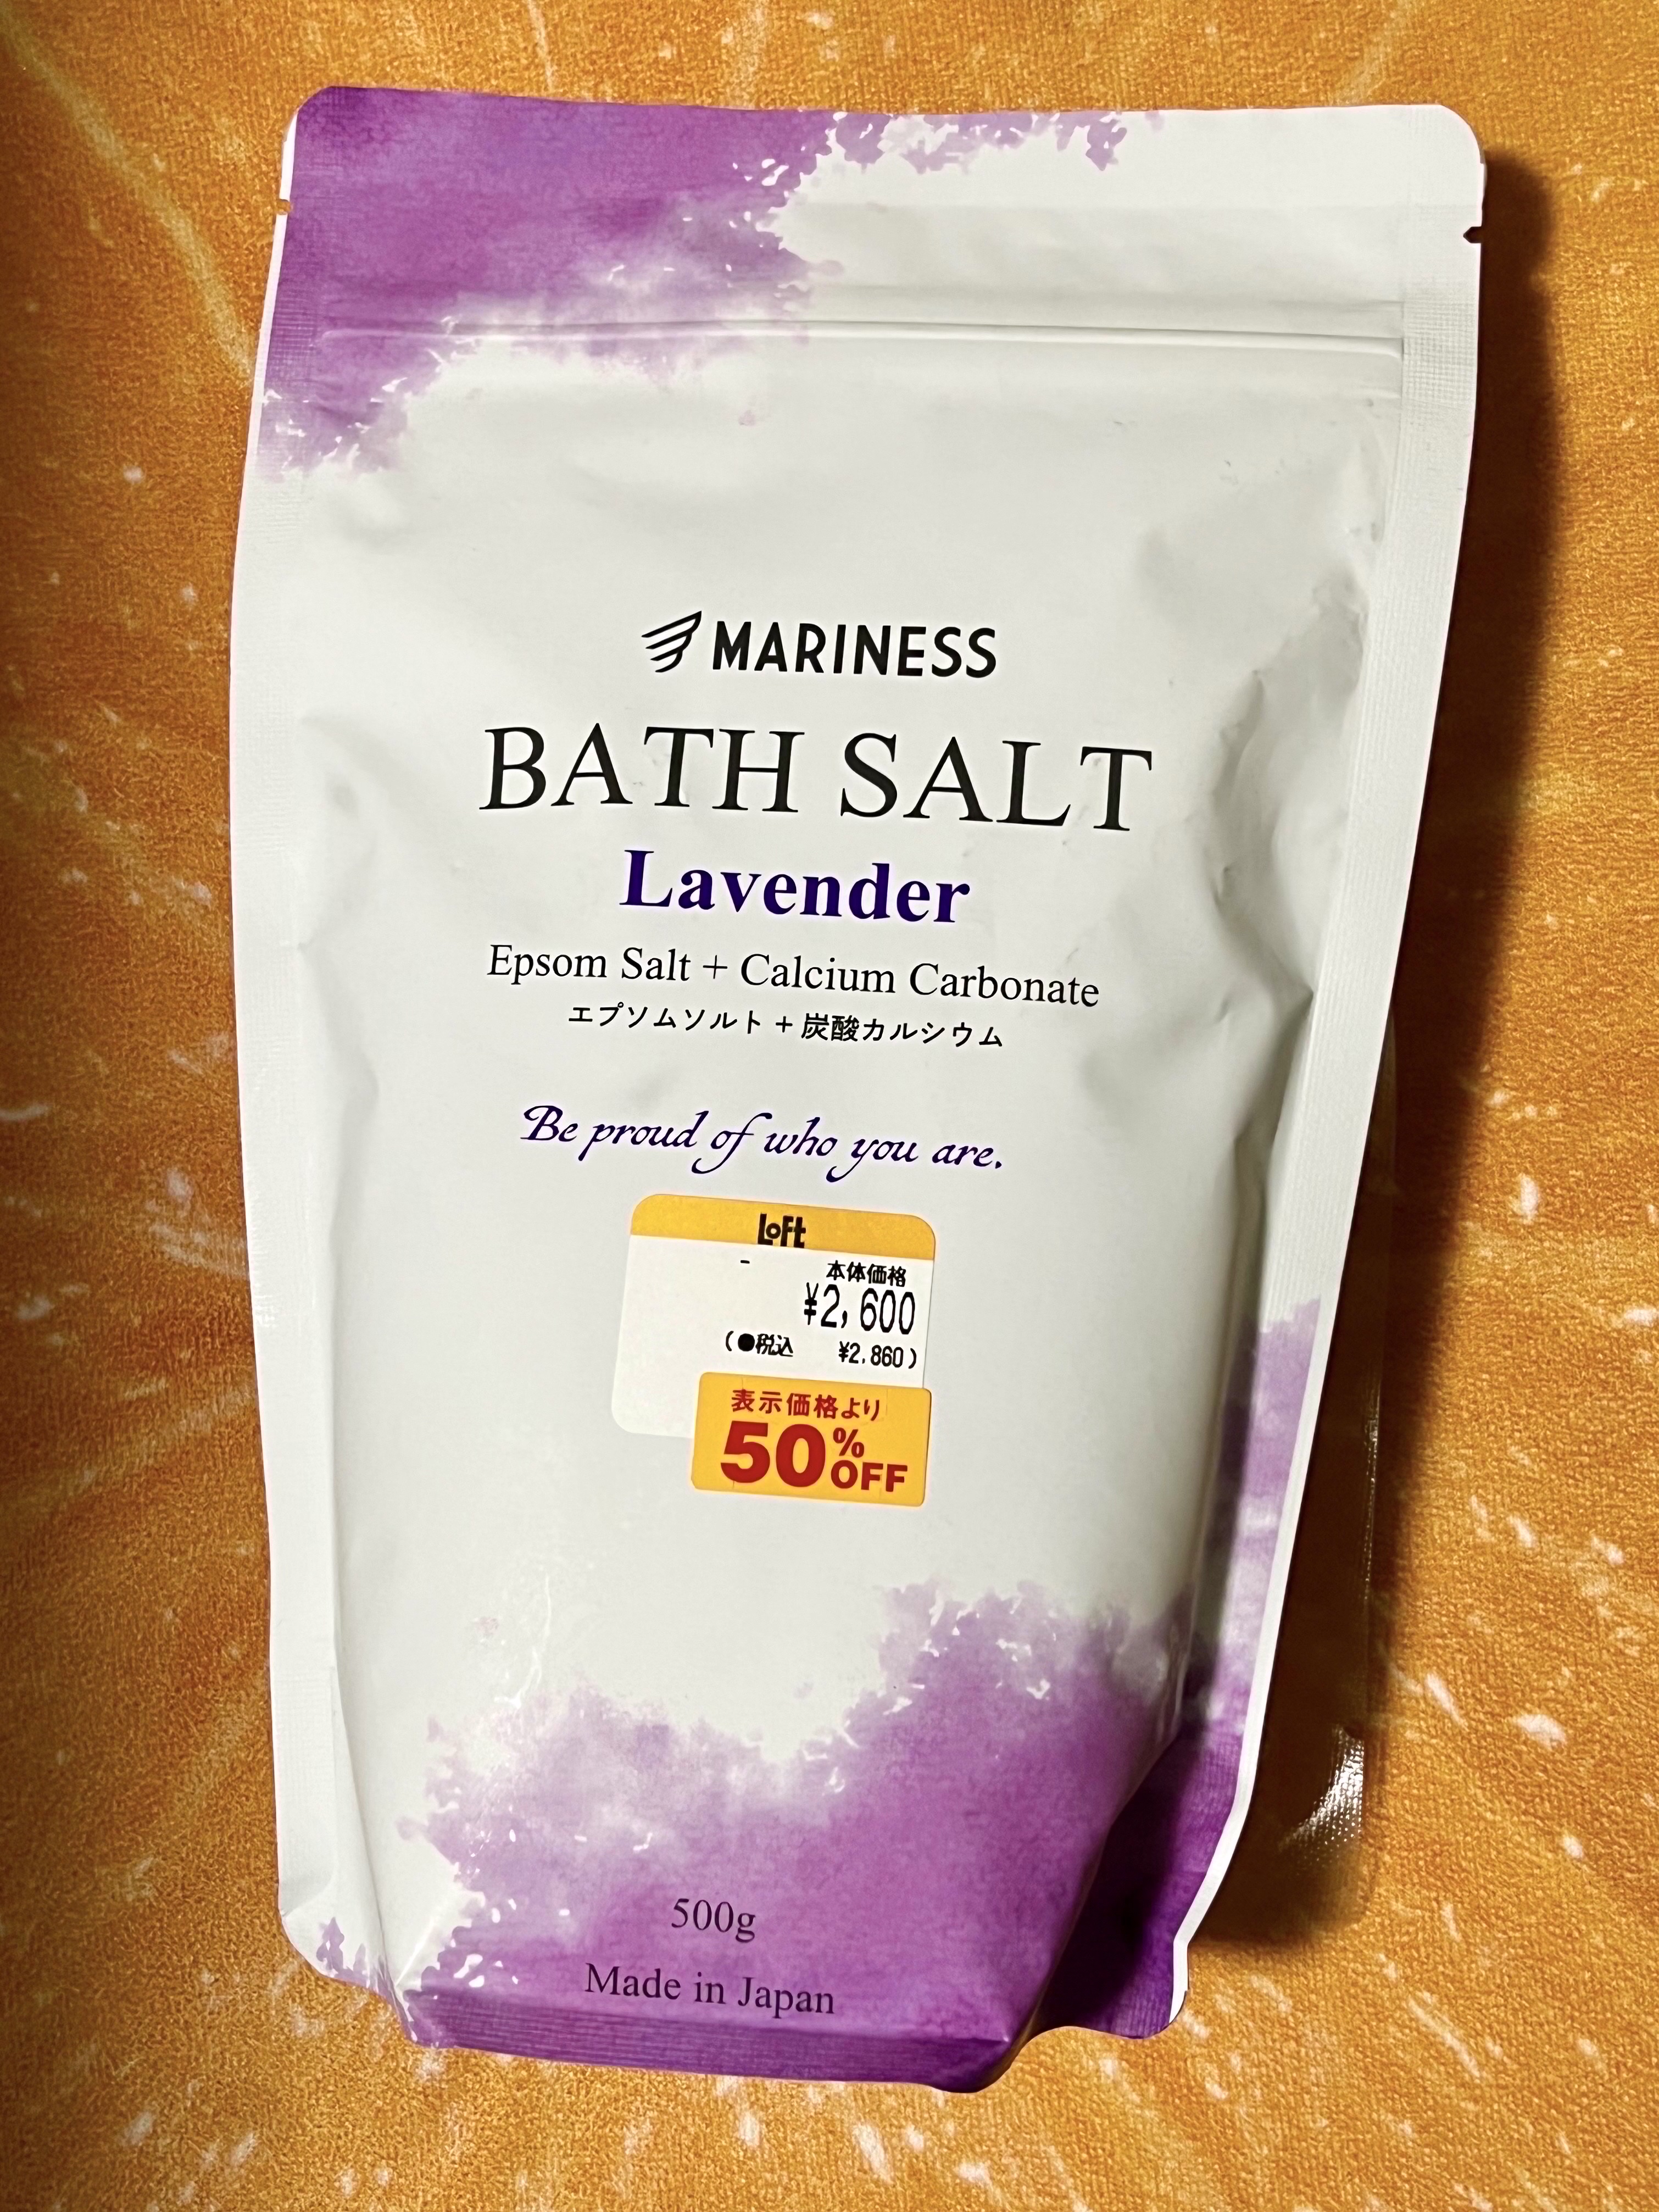 MARINESS
BATH SALT
Lavender
Epsom Salt + Calcium Carbonate
エプソムソルト + 炭酸カルシウム
Be proud of who you are.
LoFt
-
本体価格
¥2,600
(●税込 ¥2,860)
表示価格より
50%OFF
500g
Made in Japan